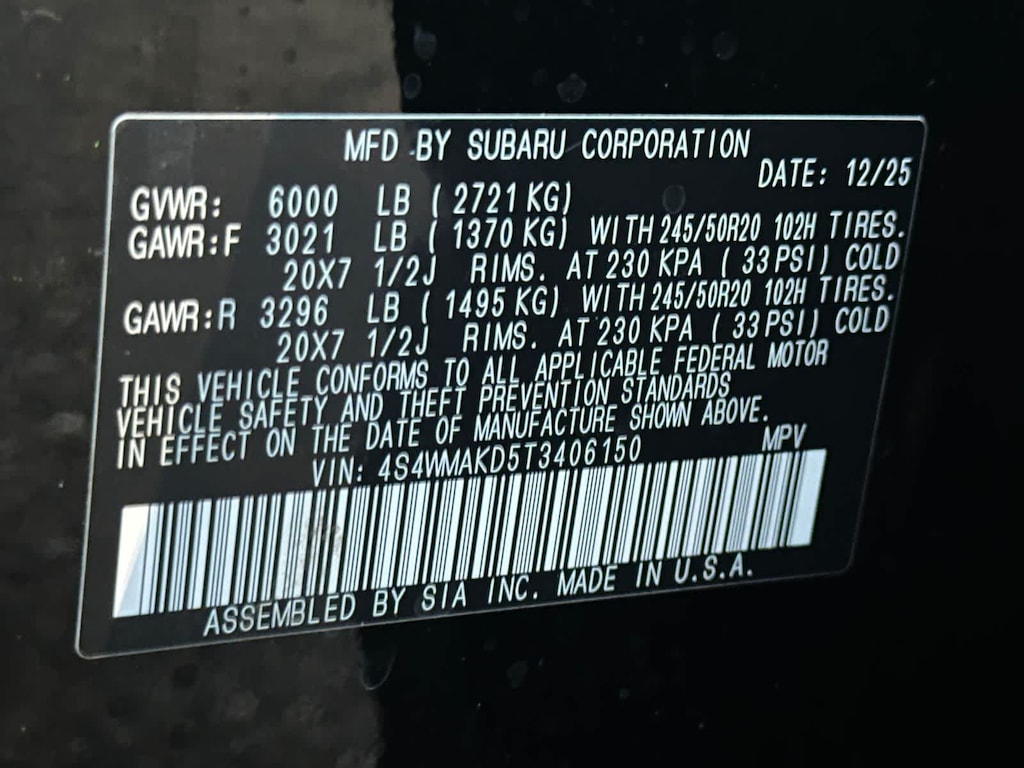 MFD BY SUBARU CORPORATION
DATE: 12/25
GVWR: 6000 LB ( 2721 KG)
GAWR:F 3021 LB ( 1370 KG) WITH 245/50R20 102H TIRES.
20X7 1/2J RIMS. AT 230 KPA ( 33 PSI) COLD
GAWR:R 3296 LB ( 1495 KG) WITH 245/50R20 102H TIRES.
20X7 1/2J RIMS. AT 230 KPA ( 33 PSI) COLD
THIS VEHICLE CONFORMS TO ALL APPLICABLE FEDERAL MOTOR
VEHICLE SAFETY AND THEFT PREVENTION STANDARDS
IN EFFECT ON THE DATE OF MANUFACTURE SHOWN ABOVE.
VIN: 4S4WMAKD5T3406150 MPV
ASSEMBLED BY SIA INC. MADE IN U.S.A.